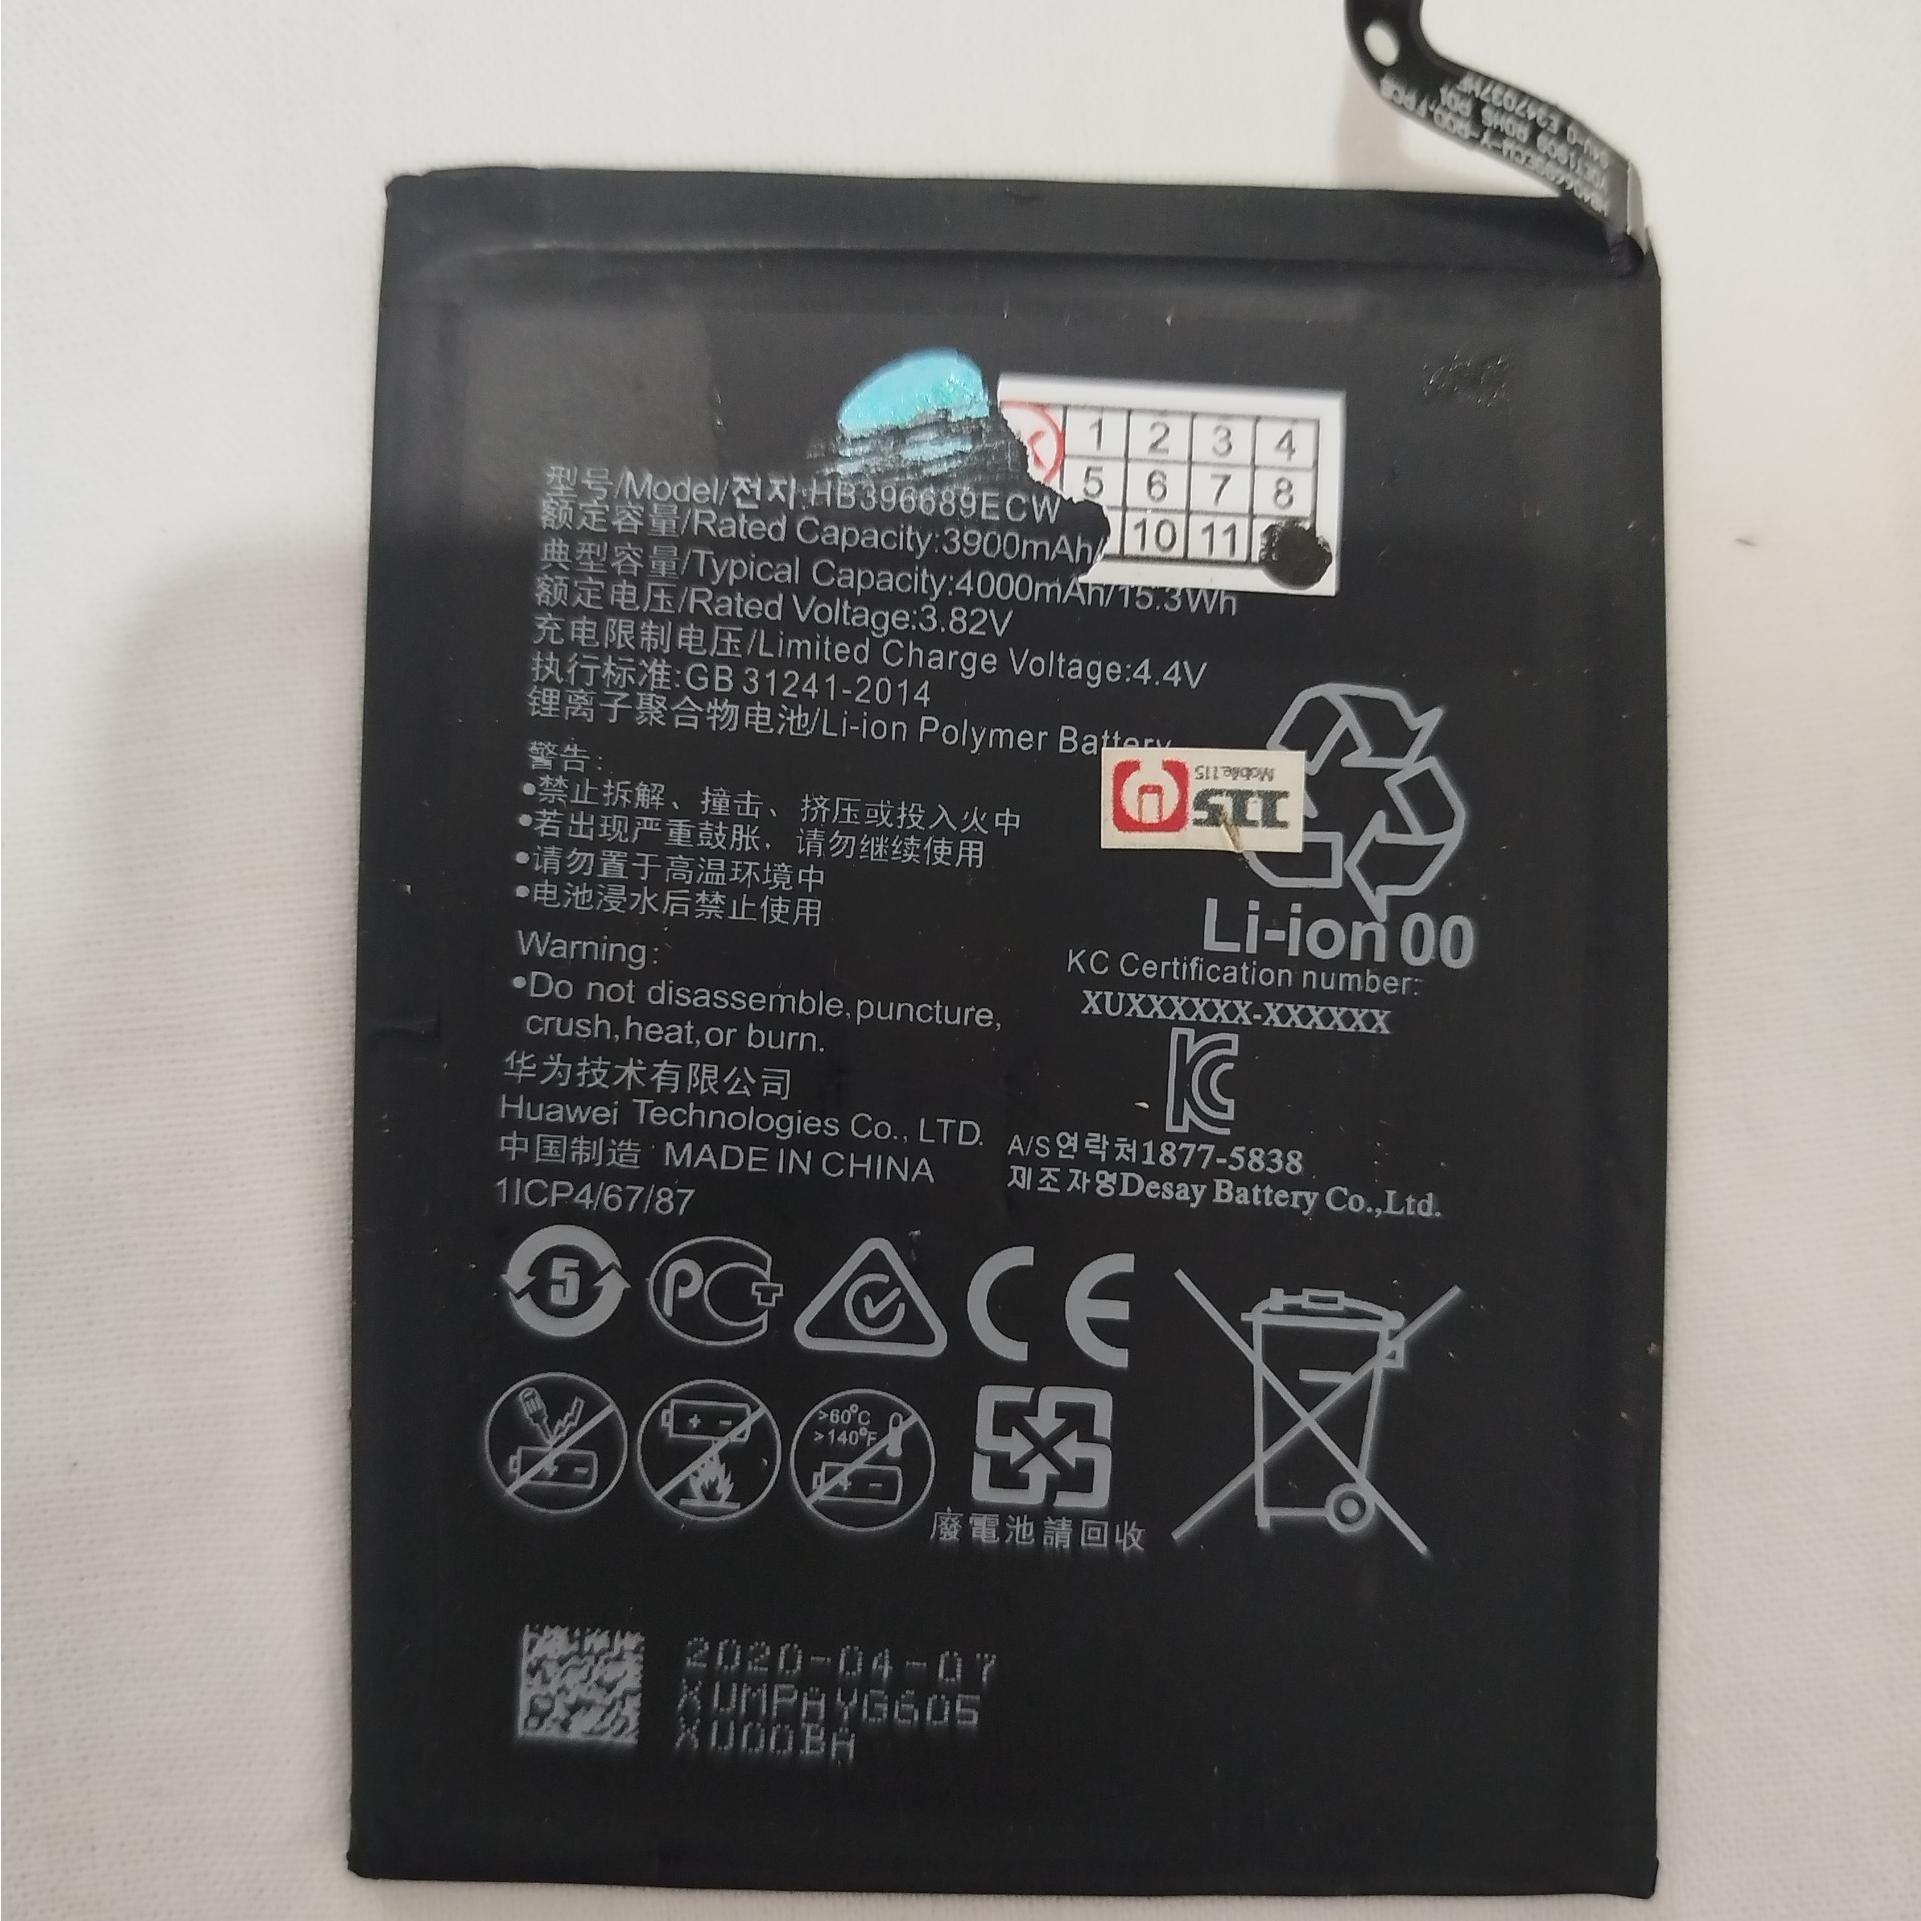 1 2 3 4
5 6 7 8
10 11
型号/Model/전지:HB396689ECW
额定容量/Rated Capacity:3900mAh/
典型容量/Typical Capacity:4000mAh/15.3Wh
额定电压/Rated Voltage:3.82V
充电限制电压/Limited Charge Voltage:4.4V
执行标准:GB 31241-2014
锂离子聚合物电池/Li-ion Polymer Battery
Mobile115
115
警告:
•禁止拆解、撞击、挤压或投入火中
•若出现严重鼓胀，请勿继续使用
•请勿置于高温环境中
•电池浸水后禁止使用
Li-ion 00
KC Certification number:
XUXXXXXX-XXXXXX
Warning:
•Do not disassemble,puncture,
crush,heat,or burn.
华为技术有限公司
Huawei Technologies Co., LTD.
中国制造 MADE IN CHINA
1ICP4/67/87
A/S연락처1877-5838
제조자명Desay Battery Co.,Ltd.
5
CE
>60°C
>140°F
廢電池請回收
2020-04-07
XUMPAYG605
XU00BA